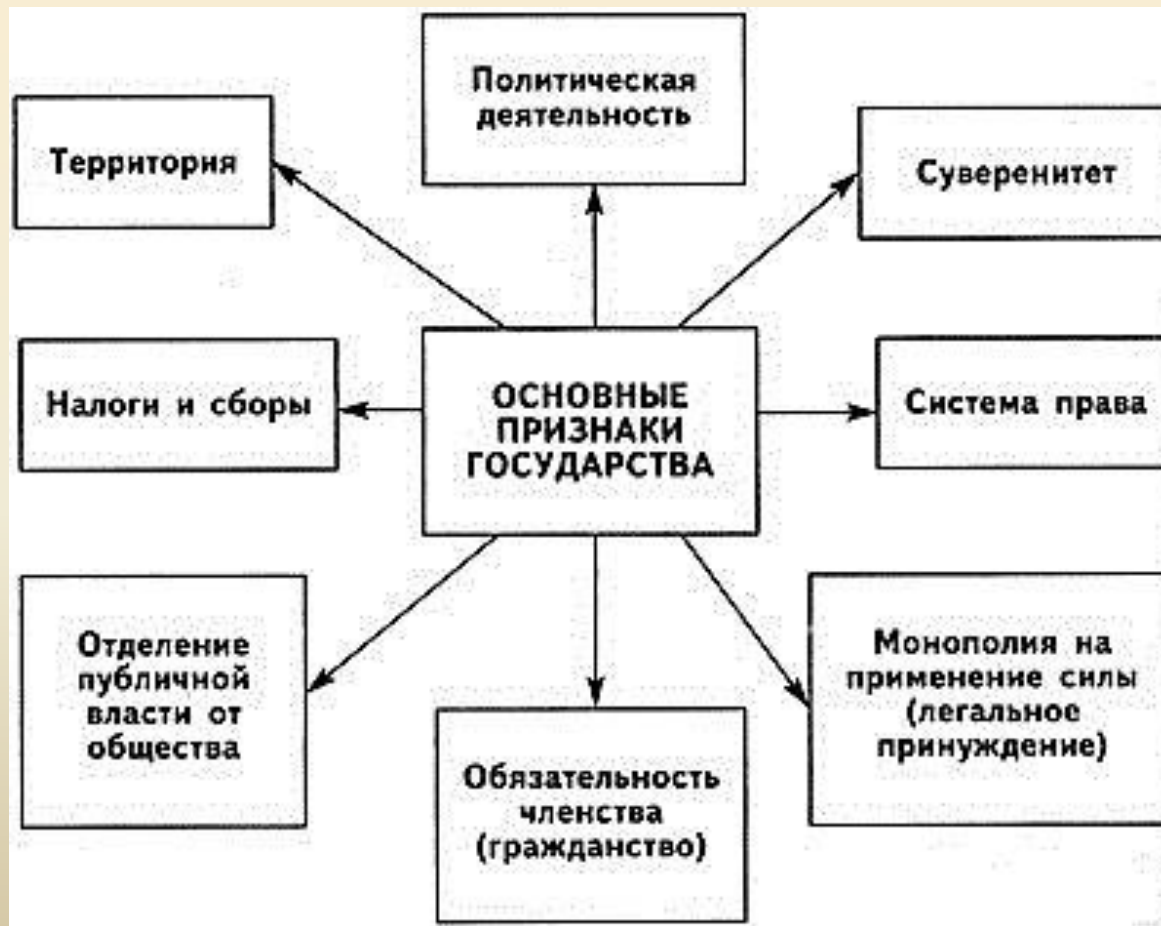 Политическая
деятельность
Территория
Суверенитет
Налоги и сборы
ОСНОВНЫЕ
ПРИЗНАКИ
ГОСУДАРСТВА
Система права
Отделение
публичной
власти от
общества
Обязательность
членства
(гражданство)
Монополия на
применение силы
(легальное
принуждение)